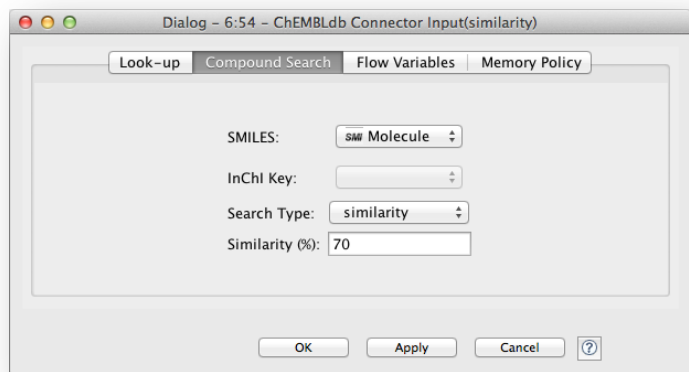 Dialog - 6:54 - ChEMBLdb Connector Input(similarity)
Look-up Compound Search Flow Variables Memory Policy
SMILES: SMI Molecule
InChI Key:
Search Type: similarity
Similarity (%): 70
OK Apply Cancel ?